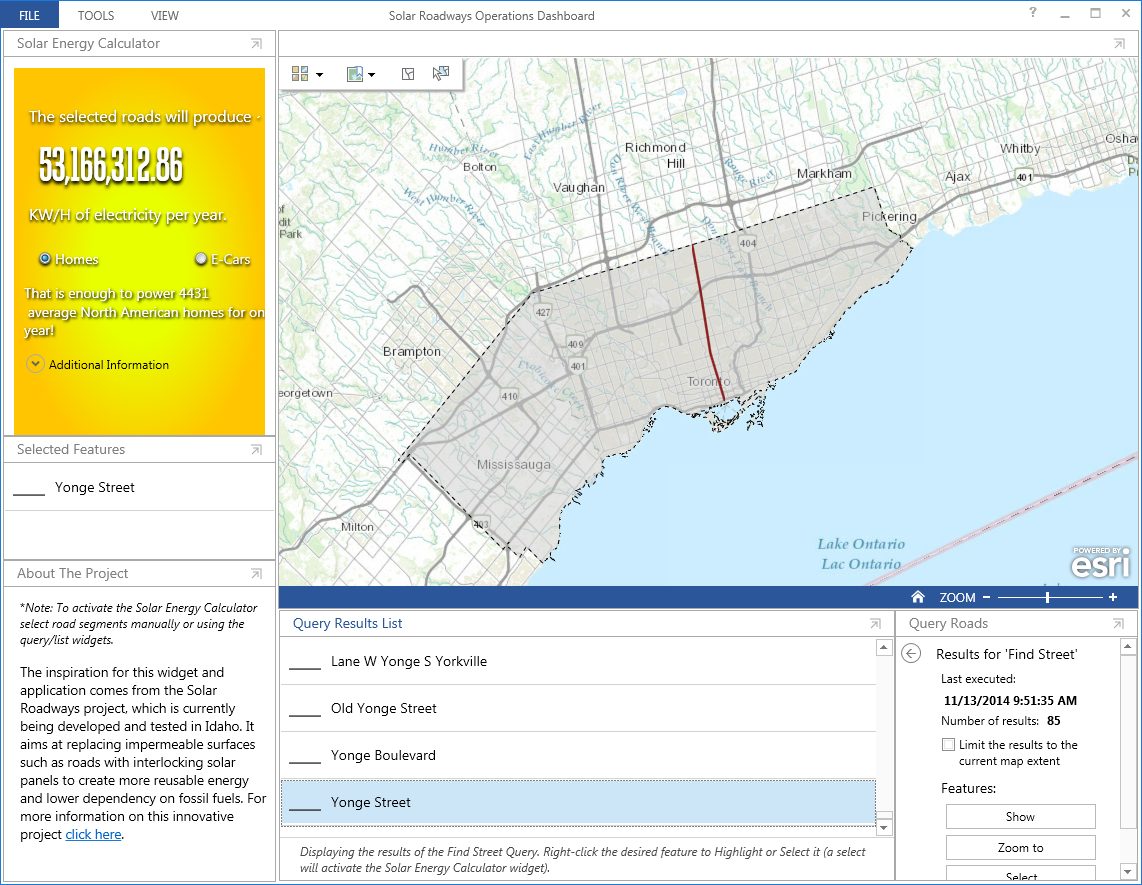 FILE TOOLS VIEW Solar Roadways Operations Dashboard ?
Solar Energy Calculator
The selected roads will produce -
53,166,312.86
KW/H of electricity per year.
Homes E-Cars
That is enough to power 4431
average North American homes for on
year!
Additional Information
Selected Features
Yonge Street
About The Project
*Note: To activate the Solar Energy Calculator
select road segments manually or using the
query/list widgets.
The inspiration for this widget and
application comes from the Solar
Roadways project, which is currently
being developed and tested in Idaho. It
aims at replacing impermeable surfaces
such as roads with interlocking solar
panels to create more reusable energy
and lower dependency on fossil fuels. For
more information on this innovative
project click here.
East Humber River
Humber River
Bolton
West Humber River
Richmond
Hill
Vaughan
Don River West Branch
Rouge River
Markham
Whitby
Osha
Ajax
401
Pickering
404
427
409
401
410
403
Brampton
Etobicoke Creek
Toronto
eorgetown
Mississauga
Milton
dit
Park
Lake Ontario
Lac Ontario
POWERED BY
esri
ZOOM
Query Results List
Lane W Yonge S Yorkville
Old Yonge Street
Yonge Boulevard
Yonge Street
Displaying the results of the Find Street Query. Right-click the desired feature to Highlight or Select it (a select
will activate the Solar Energy Calculator widget).
Query Roads
Results for 'Find Street'
Last executed:
11/13/2014 9:51:35 AM
Number of results: 85
Limit the results to the
current map extent
Features:
Show
Zoom to
Select